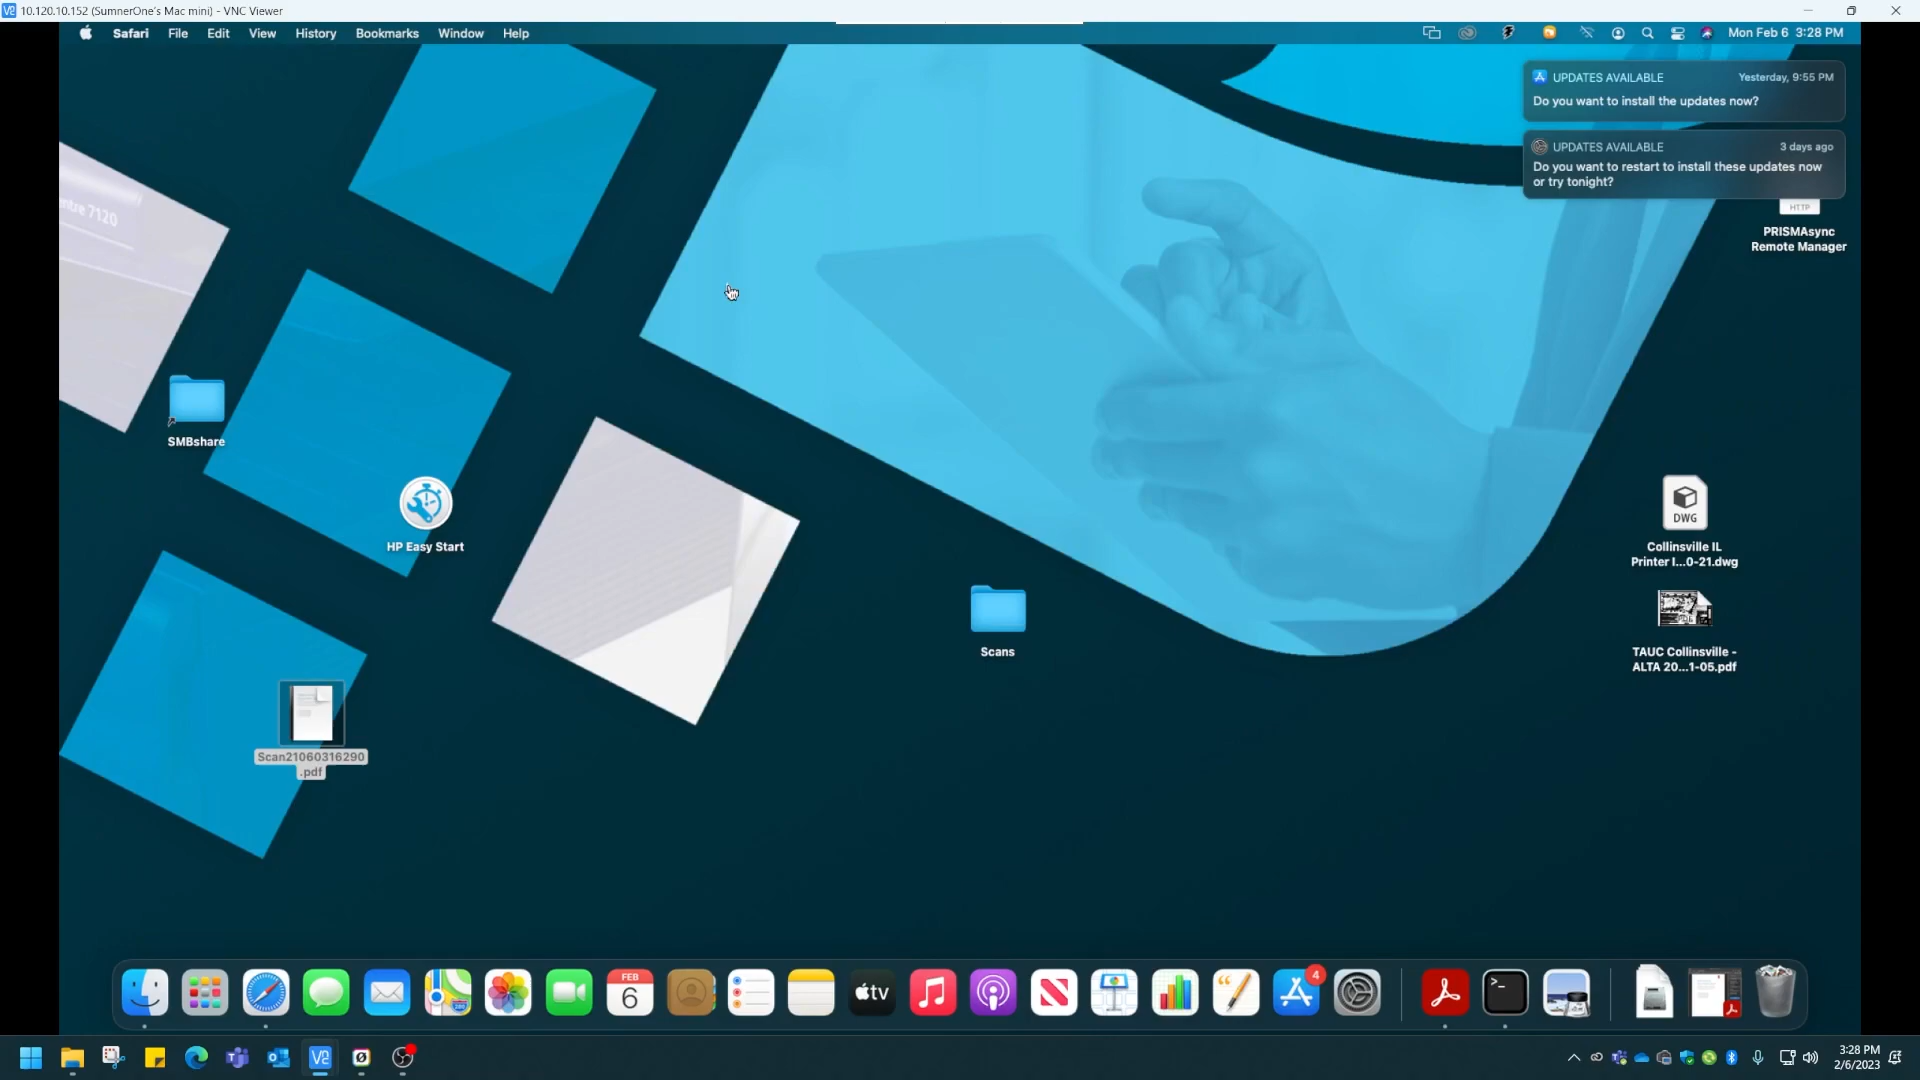 10.120.10.152 (SumnerOne's Mac mini) - VNC Viewer
Safari File Edit View History Bookmarks Window Help
Mon Feb 6 3:28 PM
UPDATES AVAILABLE Yesterday, 9:55 PM
Do you want to install the updates now?
UPDATES AVAILABLE 3 days ago
Do you want to restart to install these updates now
or try tonight?
HTTP
PRISMAsync
Remote Manager
entre 7120
SMBshare
HP Easy Start
DWG
Collinsville IL
Printer I...0-21.dwg
Scans
TAUC Collinsville -
ALTA 20...1-05.pdf
Scan21060316290
.pdf
FEB
6
tv
4
3:28 PM
2/6/2023